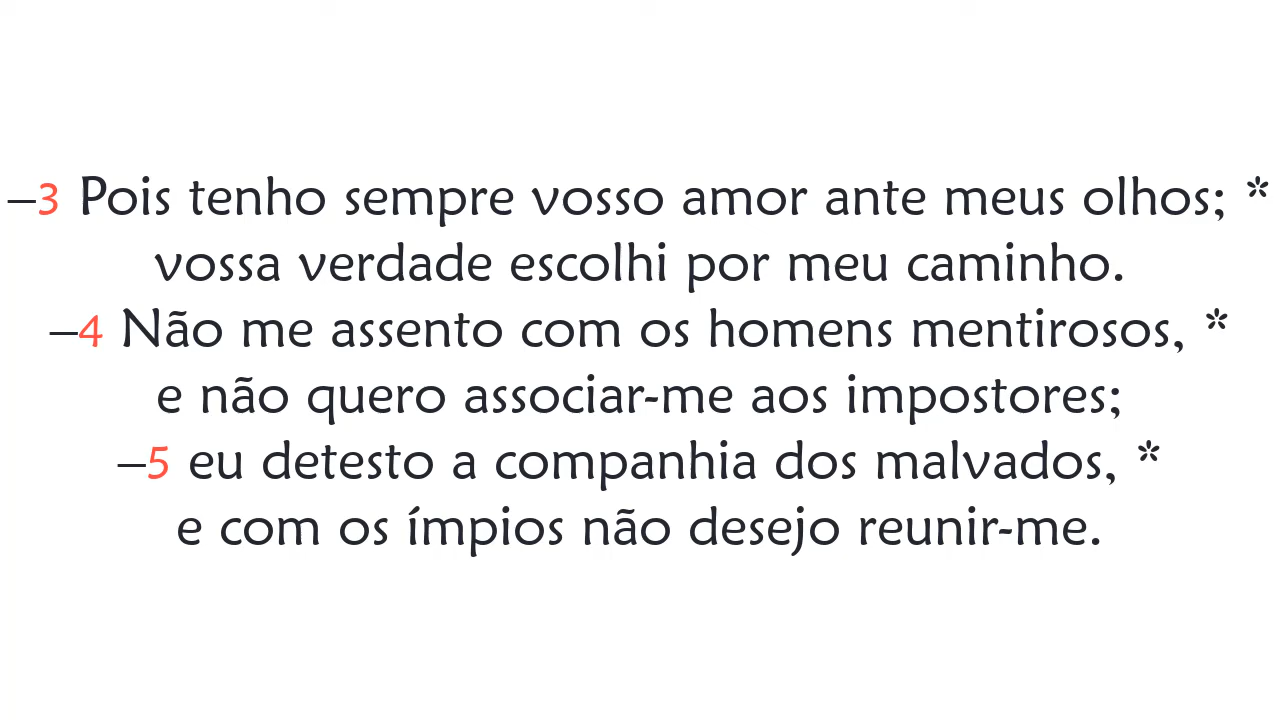 –3 Pois tenho sempre vosso amor ante meus olhos; *
vossa verdade escolhi por meu caminho.
–4 Não me assento com os homens mentirosos, *
e não quero associar-me aos impostores;
–5 eu detesto a companhia dos malvados, *
e com os ímpios não desejo reunir-me.